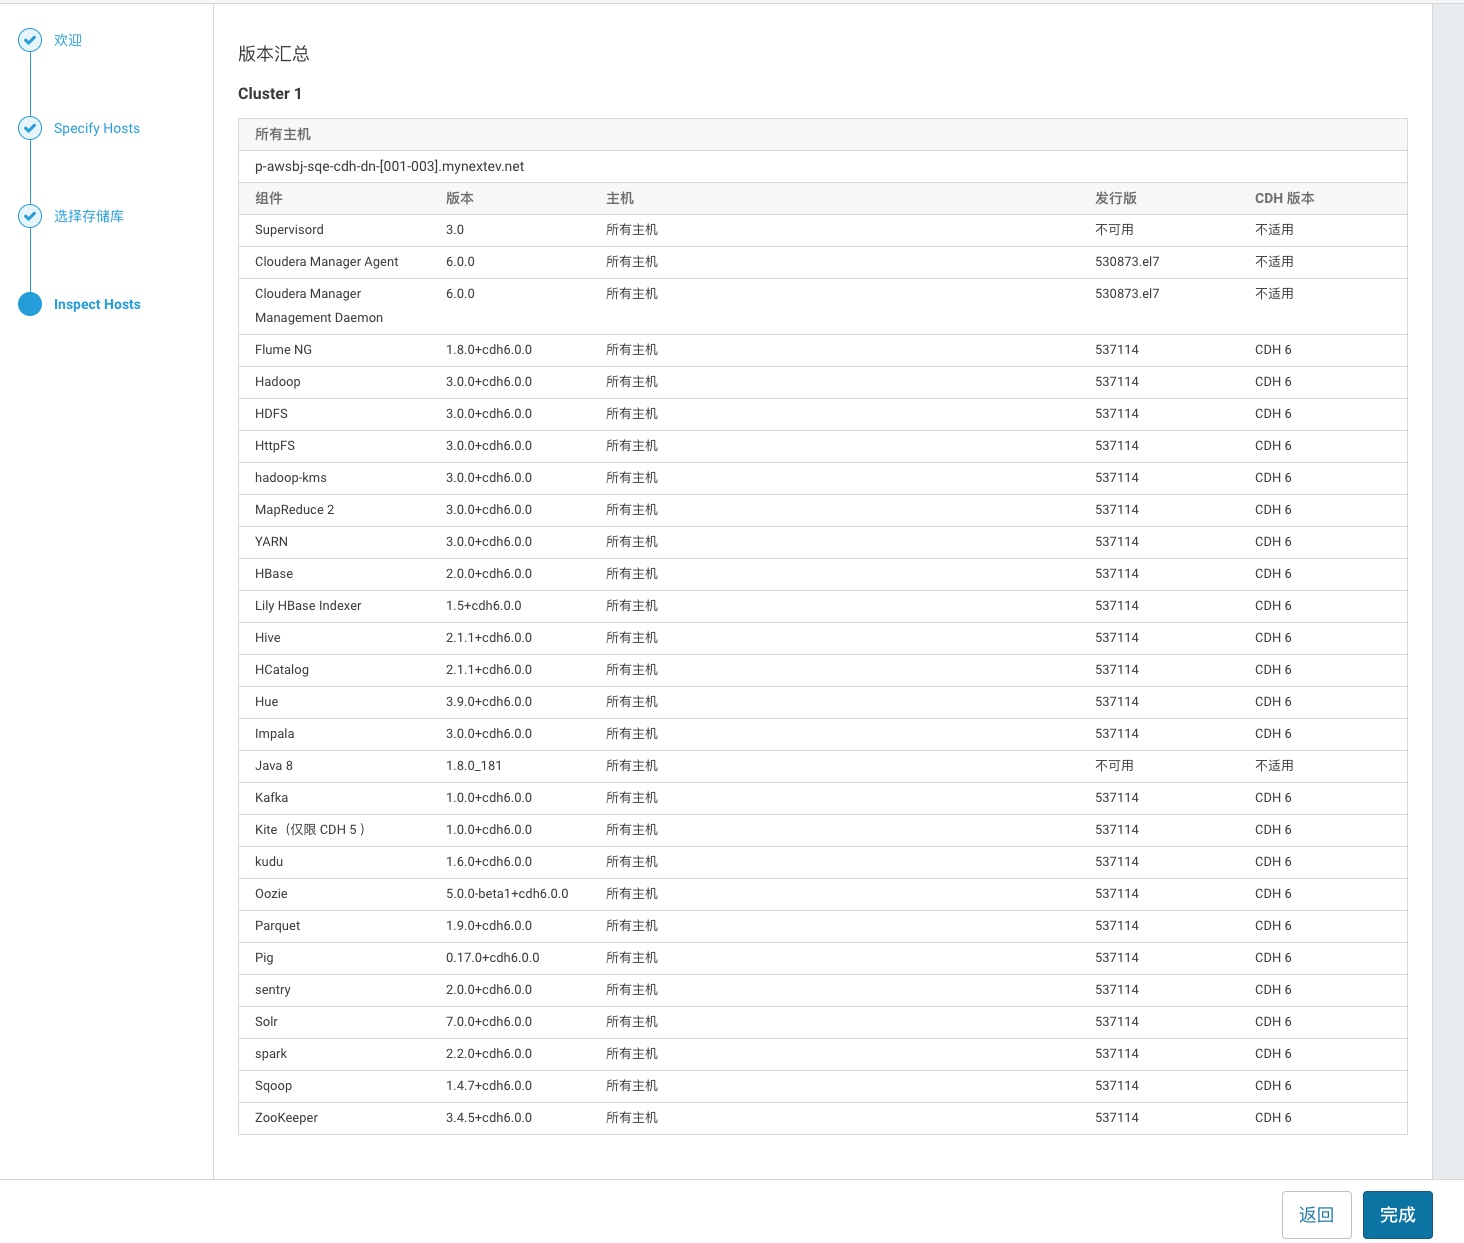 欢迎
Specify Hosts
选择存储库
Inspect Hosts
版本汇总
Cluster 1
所有主机
p-awsbj-sqe-cdh-dn-[001-003].mynextev.net
组件 版本 主机 发行版 CDH 版本
Supervisord 3.0 所有主机 不可用 不适用
Cloudera Manager Agent 6.0.0 所有主机 530873.el7 不适用
Cloudera Manager 6.0.0 所有主机 530873.el7 不适用
Management Daemon
Flume NG 1.8.0+cdh6.0.0 所有主机 537114 CDH 6
Hadoop 3.0.0+cdh6.0.0 所有主机 537114 CDH 6
HDFS 3.0.0+cdh6.0.0 所有主机 537114 CDH 6
HttpFS 3.0.0+cdh6.0.0 所有主机 537114 CDH 6
hadoop-kms 3.0.0+cdh6.0.0 所有主机 537114 CDH 6
MapReduce 2 3.0.0+cdh6.0.0 所有主机 537114 CDH 6
YARN 3.0.0+cdh6.0.0 所有主机 537114 CDH 6
HBase 2.0.0+cdh6.0.0 所有主机 537114 CDH 6
Lily HBase Indexer 1.5+cdh6.0.0 所有主机 537114 CDH 6
Hive 2.1.1+cdh6.0.0 所有主机 537114 CDH 6
HCatalog 2.1.1+cdh6.0.0 所有主机 537114 CDH 6
Hue 3.9.0+cdh6.0.0 所有主机 537114 CDH 6
Impala 3.0.0+cdh6.0.0 所有主机 537114 CDH 6
Java 8 1.8.0_181 所有主机 不可用 不适用
Kafka 1.0.0+cdh6.0.0 所有主机 537114 CDH 6
Kite（仅限 CDH 5 ） 1.0.0+cdh6.0.0 所有主机 537114 CDH 6
kudu 1.6.0+cdh6.0.0 所有主机 537114 CDH 6
Oozie 5.0.0-beta1+cdh6.0.0 所有主机 537114 CDH 6
Parquet 1.9.0+cdh6.0.0 所有主机 537114 CDH 6
Pig 0.17.0+cdh6.0.0 所有主机 537114 CDH 6
sentry 2.0.0+cdh6.0.0 所有主机 537114 CDH 6
Solr 7.0.0+cdh6.0.0 所有主机 537114 CDH 6
spark 2.2.0+cdh6.0.0 所有主机 537114 CDH 6
Sqoop 1.4.7+cdh6.0.0 所有主机 537114 CDH 6
ZooKeeper 3.4.5+cdh6.0.0 所有主机 537114 CDH 6
返回 完成